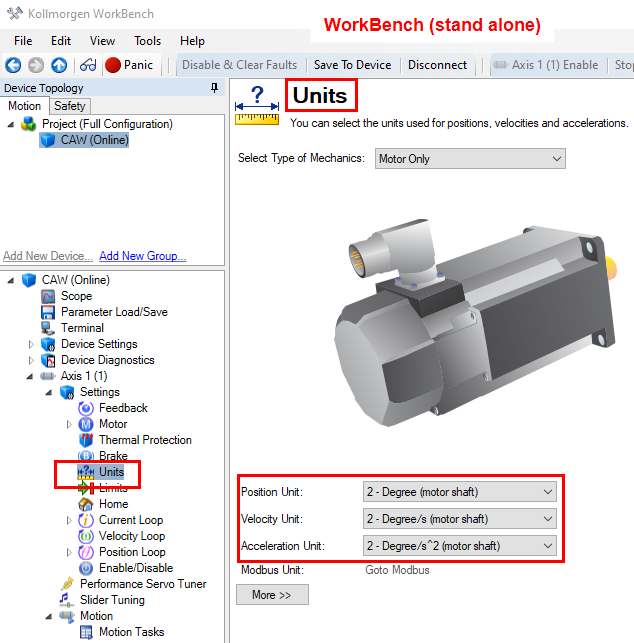 Kollmorgen WorkBench
WorkBench (stand alone)
File Edit View Tools Help
Panic Disable & Clear Faults Save To Device Disconnect Axis 1 (1) Enable Stop
Device Topology
Motion Safety
Project (Full Configuration)
CAW (Online)
Add New Device... Add New Group...
CAW (Online)
Scope
Parameter Load/Save
Terminal
Device Settings
Device Diagnostics
Axis 1 (1)
Settings
Feedback
Motor
Thermal Protection
Brake
Units
Limits
Home
Current Loop
Velocity Loop
Position Loop
Enable/Disable
Performance Servo Tuner
Slider Tuning
Motion
Motion Tasks
Units
You can select the units used for positions, velocities and accelerations.
Select Type of Mechanics: Motor Only
Position Unit: 2 - Degree (motor shaft)
Velocity Unit: 2 - Degree/s (motor shaft)
Acceleration Unit: 2 - Degree/s^2 (motor shaft)
Modbus Unit: Goto Modbus
More >>